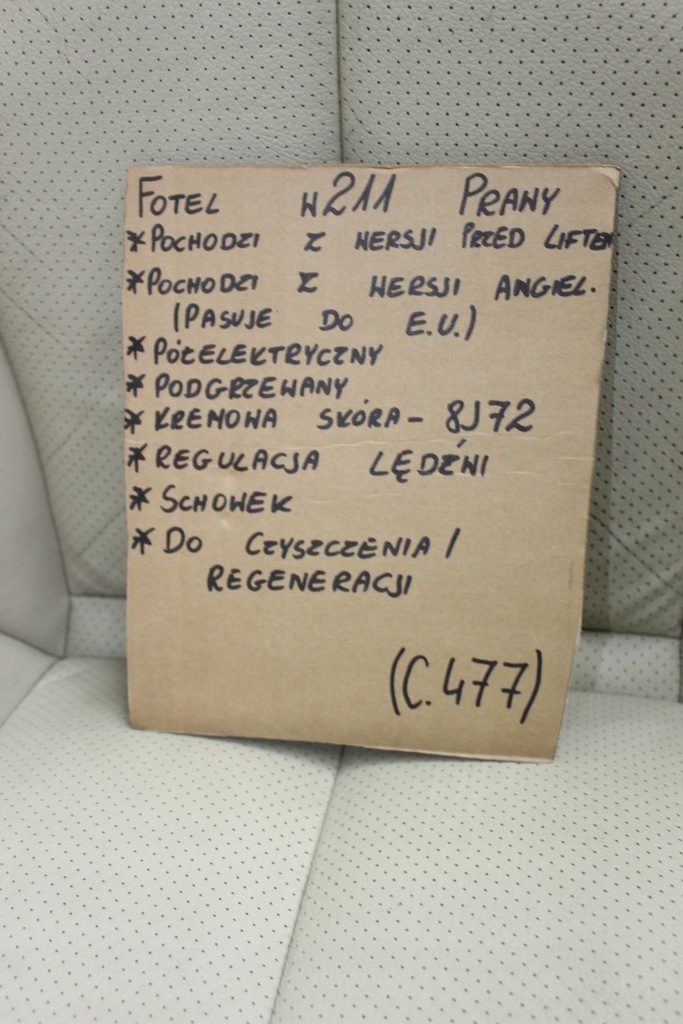 FOTEL W211 PRAWY
* POCHODZI Z WERSJI PRZED LIFTEM
* POCHODZI Z WERSJI ANGIEL.
(PASUJE DO E.U.)
* PÓŁELEKTRYCZNY
* PODGRZEWANY
* KREMOWA SKÓRA - 8J72
* REGULACJA LĘDŹNI
* SCHOWEK
* DO CZYSZCZENIA /
REGENERACJI
(C.477)